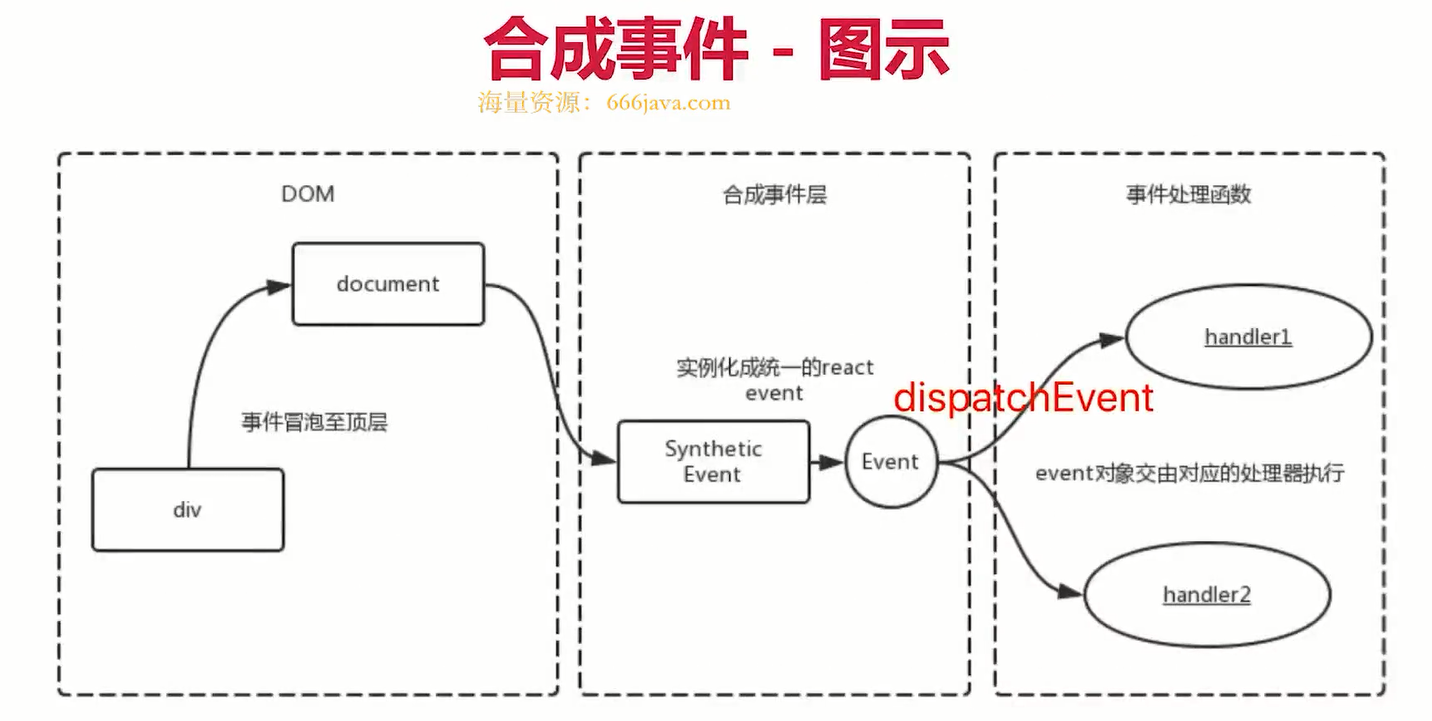 合成事件 - 图示
海量资源：666java.com
DOM
document
事件冒泡至顶层
div
合成事件层
实例化成统一的react
event
Synthetic
Event
Event
dispatchEvent
事件处理函数
handler1
event对象交由对应的处理器执行
handler2